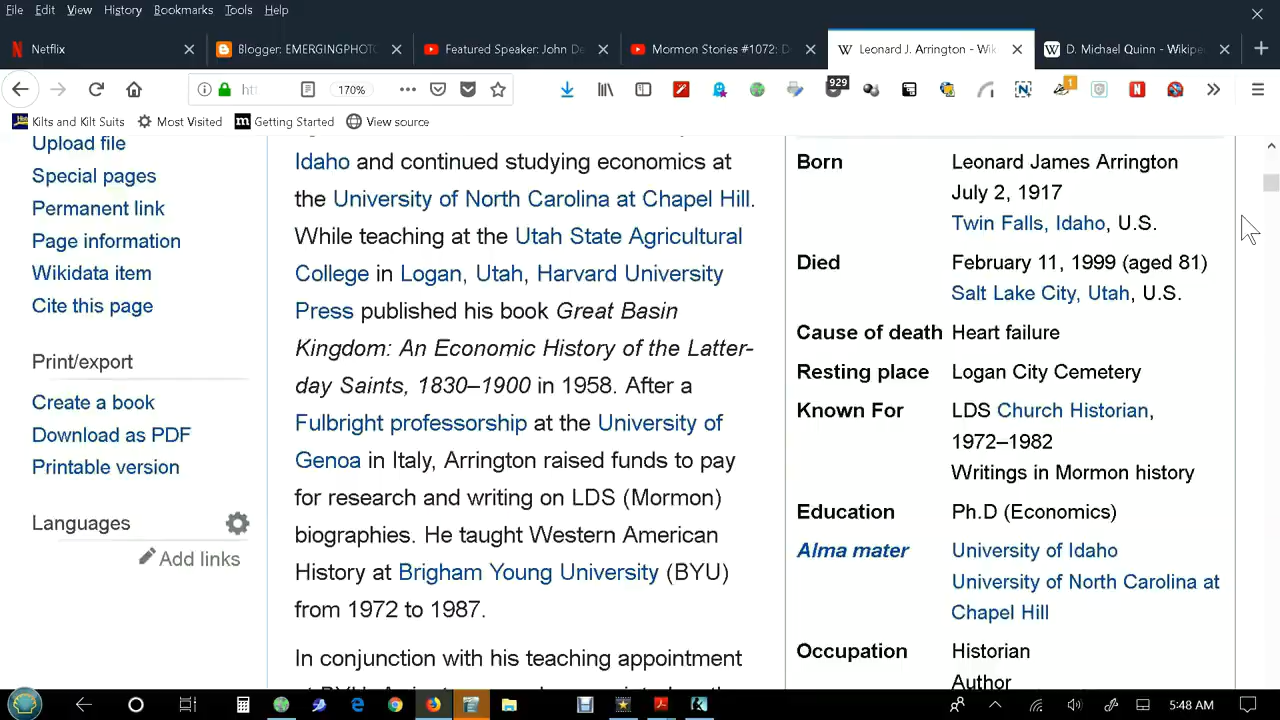 File Edit View History Bookmarks Tools Help
Netflix
Blogger: EMERGINGPHOTO
Featured Speaker: John De
Mormon Stories #1072: D
Leonard J. Arrington - Wik
D. Michael Quinn - Wikipe
170%
929
1
Kilts and Kilt Suits
Most Visited
Getting Started
View source
Upload file
Special pages
Permanent link
Page information
Wikidata item
Cite this page
Print/export
Create a book
Download as PDF
Printable version
Languages
Add links
Idaho and continued studying economics at
the University of North Carolina at Chapel Hill.
While teaching at the Utah State Agricultural
College in Logan, Utah, Harvard University
Press published his book Great Basin
Kingdom: An Economic History of the Latter-
day Saints, 1830–1900 in 1958. After a
Fulbright professorship at the University of
Genoa in Italy, Arrington raised funds to pay
for research and writing on LDS (Mormon)
biographies. He taught Western American
History at Brigham Young University (BYU)
from 1972 to 1987.
In conjunction with his teaching appointment
Born Leonard James Arrington
July 2, 1917
Twin Falls, Idaho, U.S.
Died February 11, 1999 (aged 81)
Salt Lake City, Utah, U.S.
Cause of death Heart failure
Resting place Logan City Cemetery
Known For LDS Church Historian,
1972–1982
Writings in Mormon history
Education Ph.D (Economics)
Alma mater University of Idaho
University of North Carolina at
Chapel Hill
Occupation Historian
Author
5:48 AM